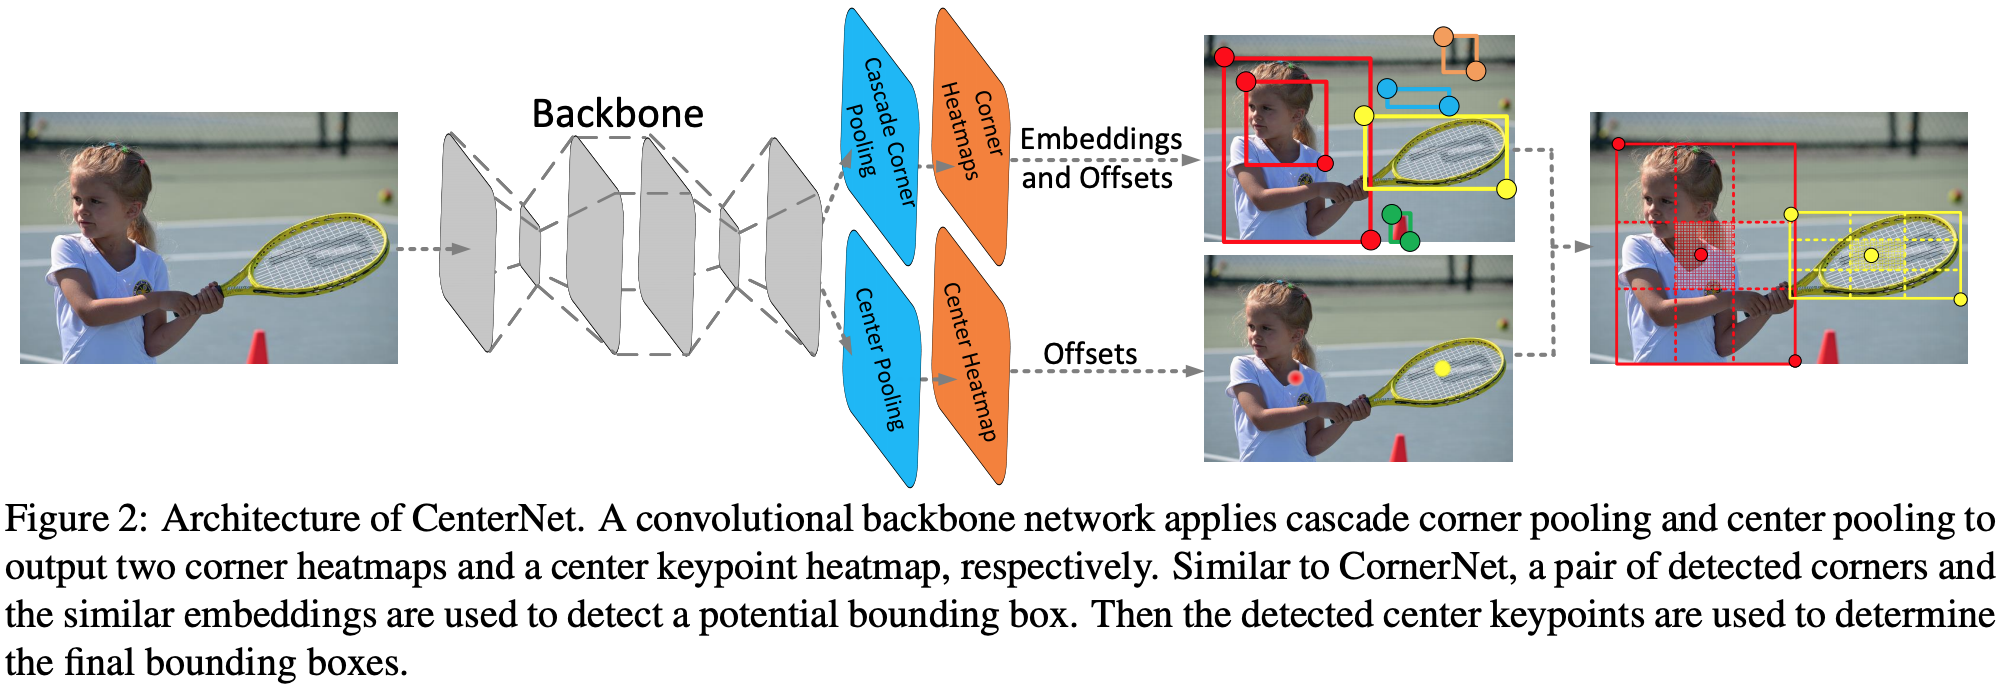 Backbone
Cascade Corner
Pooling
Corner
Heatmaps
Embeddings
and Offsets
Center Pooling
Center Heatmap
Offsets
Figure 2: Architecture of CenterNet. A convolutional backbone network applies cascade corner pooling and center pooling to
output two corner heatmaps and a center keypoint heatmap, respectively. Similar to CornerNet, a pair of detected corners and
the similar embeddings are used to detect a potential bounding box. Then the detected center keypoints are used to determine
the final bounding boxes.